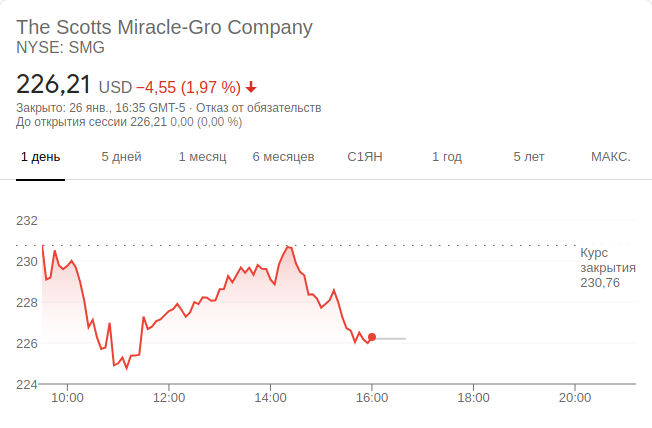 The Scotts Miracle-Gro Company
NYSE: SMG
226,21 USD −4,55 (1,97 %)
Закрыто: 26 янв., 16:35 GMT-5 · Отказ от обязательств
До открытия сессии 226,21 0,00 (0,00 %)
1 день 5 дней 1 месяц 6 месяцев С1ЯН 1 год 5 лет МАКС.
232
230
228
226
224
Курс
закрытия
230,76
10:00 12:00 14:00 16:00 18:00 20:00